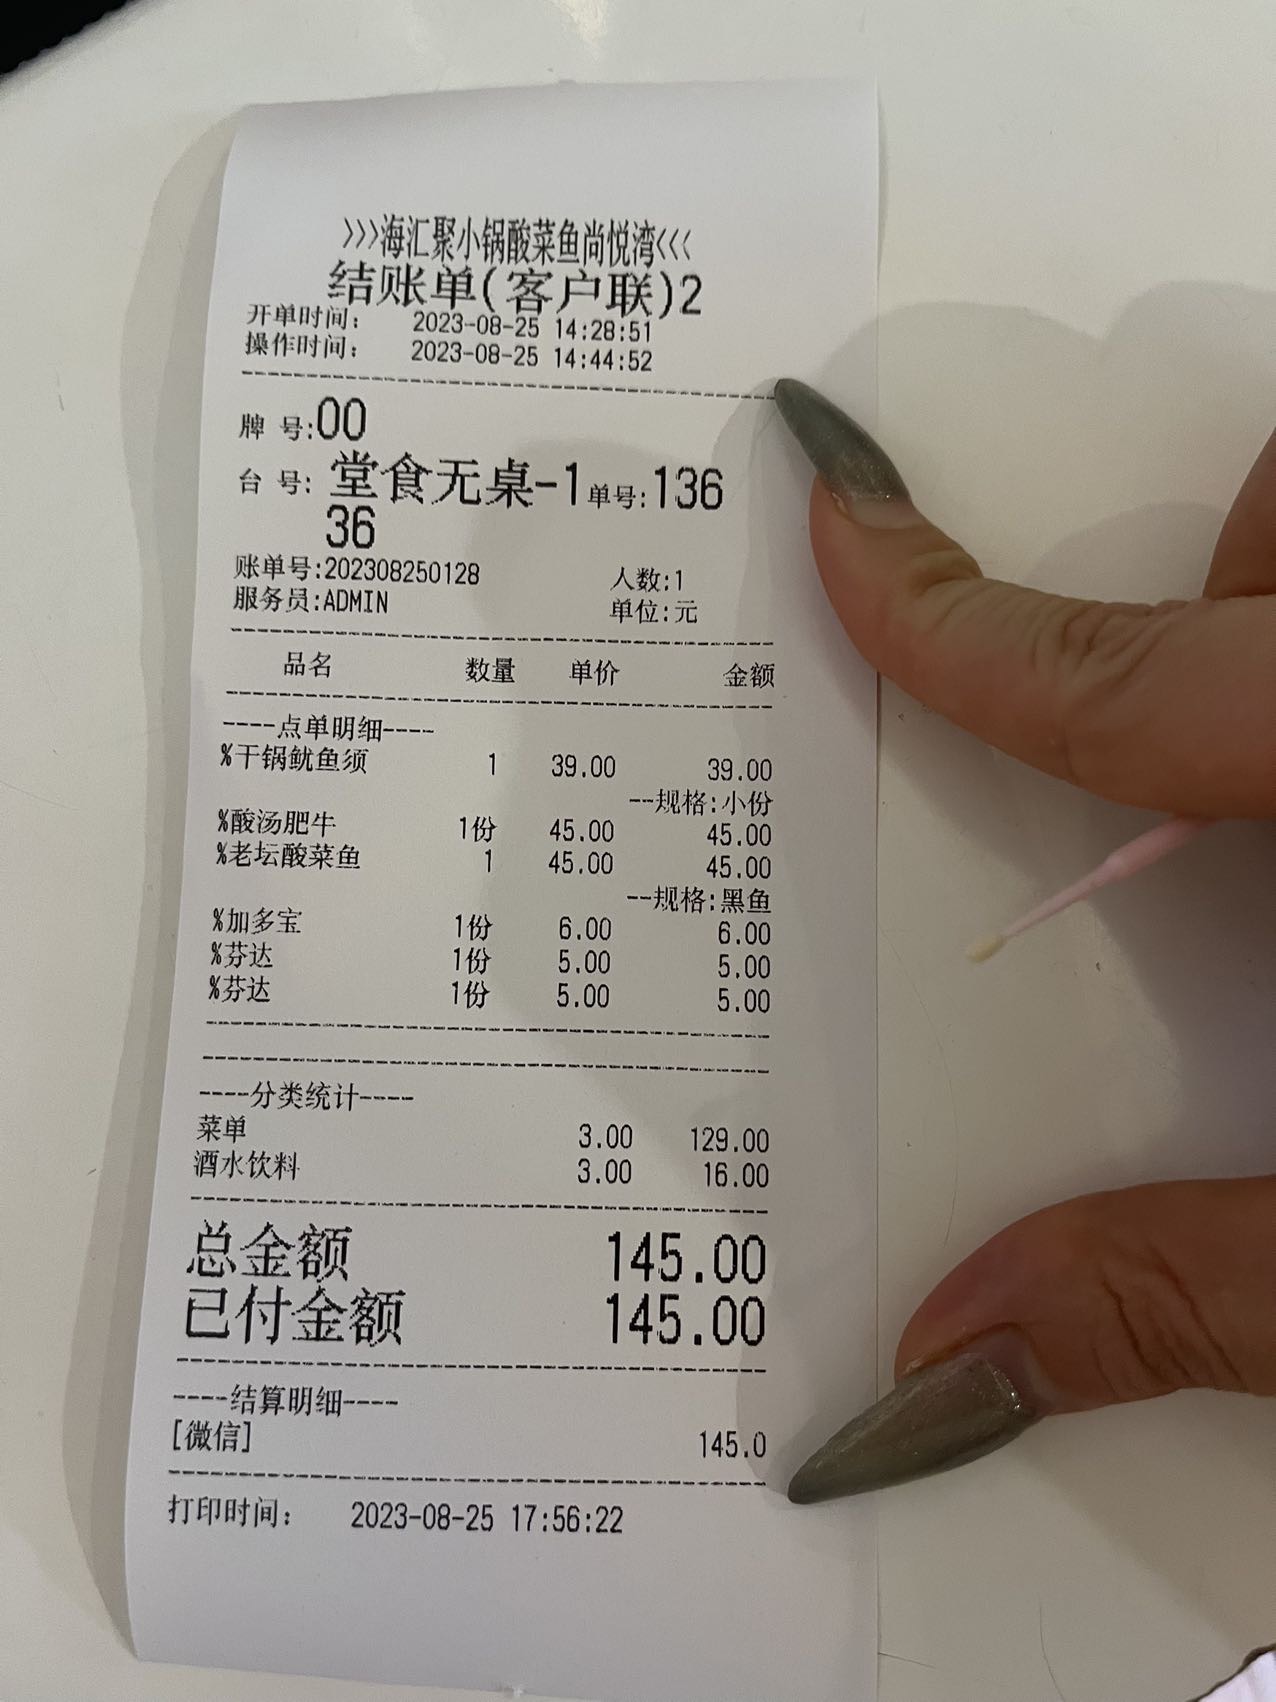 >>>海汇聚小锅酸菜鱼尚悦湾<<<
结账单(客户联)2
开单时间: 2023-08-25 14:28:51
操作时间: 2023-08-25 14:44:52
牌 号:00
台 号: 堂食无桌-1 单号:136
36
账单号:202308250128 人数:1
服务员:ADMIN 单位:元
品名 数量 单价 金额
----点单明细----
%干锅鱿鱼须 1 39.00 39.00
--规格:小份
%酸汤肥牛 1份 45.00 45.00
%老坛酸菜鱼 1 45.00 45.00
--规格:黑鱼
%加多宝 1份 6.00 6.00
%芬达 1份 5.00 5.00
%芬达 1份 5.00 5.00
----分类统计----
菜单 3.00 129.00
酒水饮料 3.00 16.00
总金额 145.00
已付金额 145.00
----结算明细----
[微信] 145.0
打印时间: 2023-08-25 17:56:22